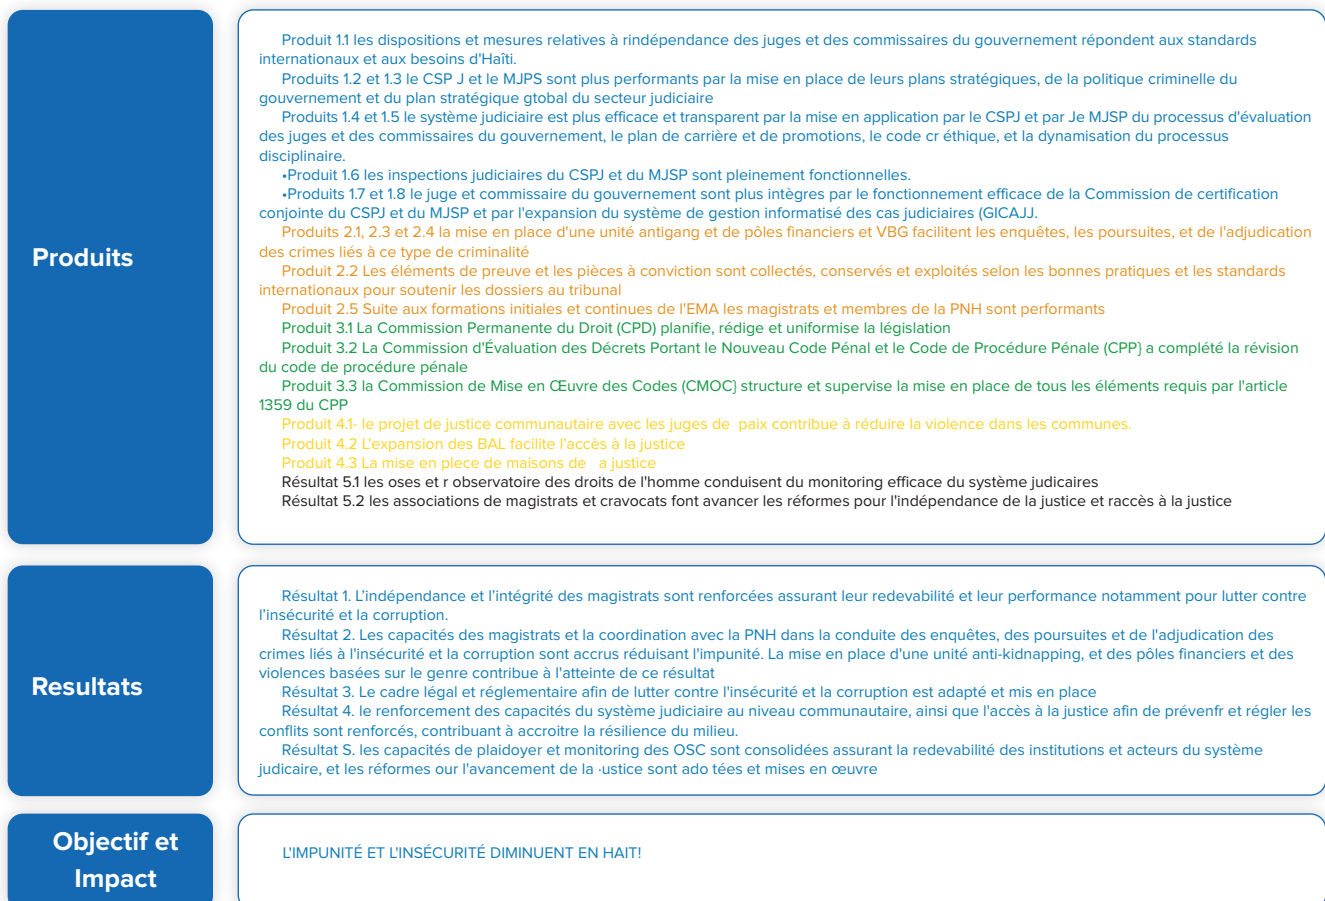 Produits
Produit 1.1 les dispositions et mesures relatives à rindépendance des juges et des commissaires du gouvernement répondent aux standards
internationaux et aux besoins d'Haîti.
Produits 1.2 et 1.3 le CSP J et le MJPS sont plus performants par la mise en place de leurs plans stratégiques, de la politique criminelle du
gouvernement et du plan stratégique gtobal du secteur judiciaire
Produits 1.4 et 1.5 le système judiciaire est plus efficace et transparent par la mise en application par le CSPJ et par Je MJSP du processus d'évaluation
des juges et des commissaires du gouvernement, le plan de carrière et de promotions, le code cr éthique, et la dynamisation du processus
disciplinaire.
•Produit 1.6 les inspections judiciaires du CSPJ et du MJSP sont pleinement fonctionnelles.
•Produits 1.7 et 1.8 le juge et commissaire du gouvernement sont plus intègres par le fonctionnement efficace de la Commission de certification
conjointe du CSPJ et du MJSP et par l'expansion du système de gestion informatisé des cas judiciaires (GICAJJ.
Produits 2.1, 2.3 et 2.4 la mise en place d'une unité antigang et de pôles financiers et VBG facilitent les enquêtes, les poursuites, et de l'adjudication
des crimes liés à ce type de criminalité
Produit 2.2 Les éléments de preuve et les pièces à conviction sont collectés, conservés et exploités selon les bonnes pratiques et les standards
internationaux pour soutenir les dossiers au tribunal
Produit 2.5 Suite aux formations initiales et continues de l'EMA les magistrats et membres de la PNH sont performants
Produit 3.1 La Commission Permanente du Droit (CPD) planifie, rédige et uniformise la législation
Produit 3.2 La Commission d'Évaluation des Décrets Portant le Nouveau Code Pénal et le Code de Procédure Pénale (CPP} a complété la révision
du code de procédure pénale
Produit 3.3 la Commission de Mise en Œuvre des Codes (CMOC} structure et supervise la mise en place de tous les éléments requis par l'article
1359 du CPP
Produit 4.1- le projet de justice communautaire avec les juges de paix contribue à réduire la violence dans les communes.
Produit 4.2 L'expansion des BAL facilite l'accès à la justice
Produit 4.3 La mise en plece de maisons de a justice
Résultat 5.1 les oses et r observatoire des droits de l'homme conduisent du monitoring efficace du système judiciaires
Résultat 5.2 les associations de magistrats et cravocats font avancer les réformes pour l'indépendance de la justice et raccès à la justice
Resultats
Résultat 1. L'indépendance et l'intégrité des magistrats sont renforcées assurant leur redevabilité et leur performance notamment pour lutter contre
l'insécurité et la corruption.
Résultat 2. Les capacités des magistrats et la coordination avec la PNH dans la conduite des enquêtes, des poursuites et de l'adjudication des
crimes liés à l'insécurité et la corruption sont accrus réduisant l'impunité. La mise en place d'une unité anti-kidnapping, et des pôles financiers et des
violences basées sur le genre contribue à l'atteinte de ce résultat
Résultat 3. Le cadre légal et réglementaire afin de lutter contre l'insécurité et la corruption est adapté et mis en place
Résultat 4. le renforcement des capacités du système judiciaire au niveau communautaire, ainsi que l'accès à la justice afin de prévenfr et régler les
conflits sont renforcés, contribuant à accroitre la résilience du milieu.
Résultat S. les capacités de plaidoyer et monitoring des OSC sont consolidées assurant la redevabilité des institutions et acteurs du système
judicaire, et les réformes our l'avancement de la ·ustice sont ado tées et mises en œuvre
Objectif et
Impact
L'IMPUNITÉ ET L'INSÉCURITÉ DIMINUENT EN HAIT!